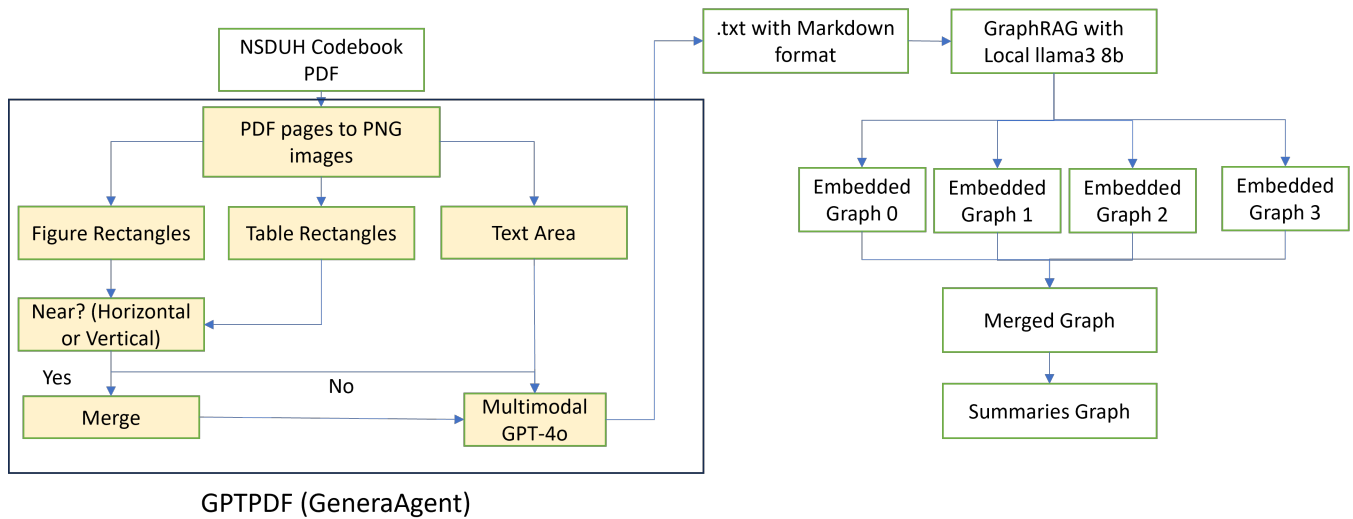 NSDUH Codebook
PDF
PDF pages to PNG
images
Figure Rectangles
Table Rectangles
Text Area
Near? (Horizontal
or Vertical)
Yes
No
Merge
Multimodal
GPT-4o
GPTPDF (GeneraAgent)
.txt with Markdown
format
GraphRAG with
Local llama3 8b
Embedded
Graph 0
Embedded
Graph 1
Embedded
Graph 2
Embedded
Graph 3
Merged Graph
Summaries Graph